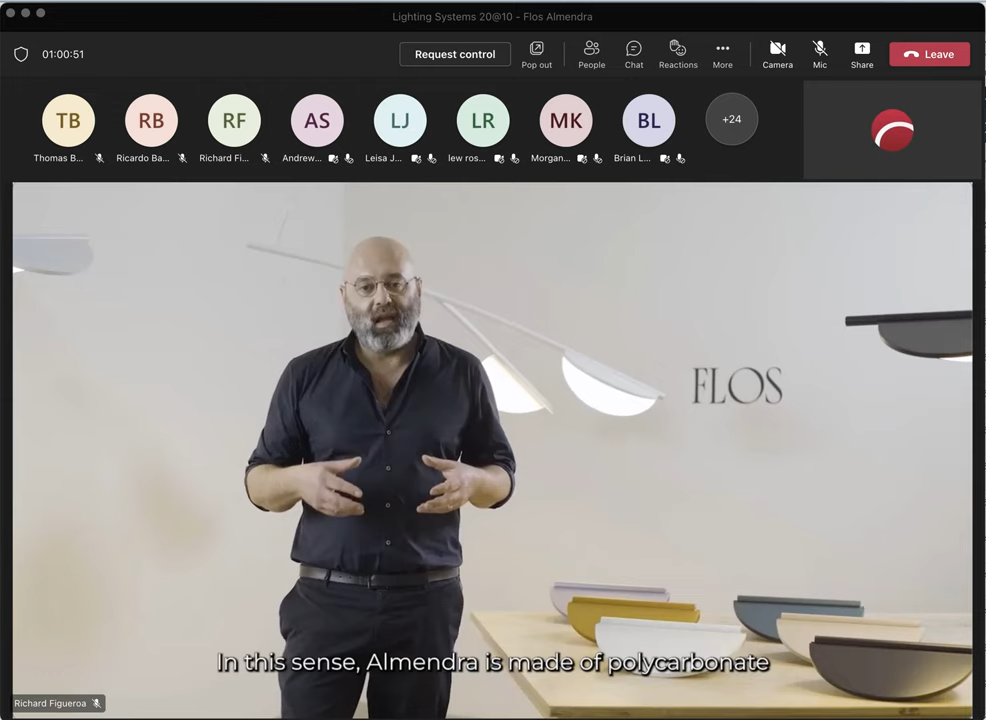 Lighting Systems 20@10 - Flos Almendra
01:00:51
Request control
Pop out
People
Chat
Reactions
More
Camera
Mic
Share
Leave
TB
RB
RF
AS
LJ
LR
MK
BL
+24
Thomas B...
Ricardo Ba...
Richard Fi...
Andrew...
Leisa J...
lew ros...
Morgan...
Brian L...
FLOS
In this sense, Almendra is made of polycarbonate
Richard Figueroa